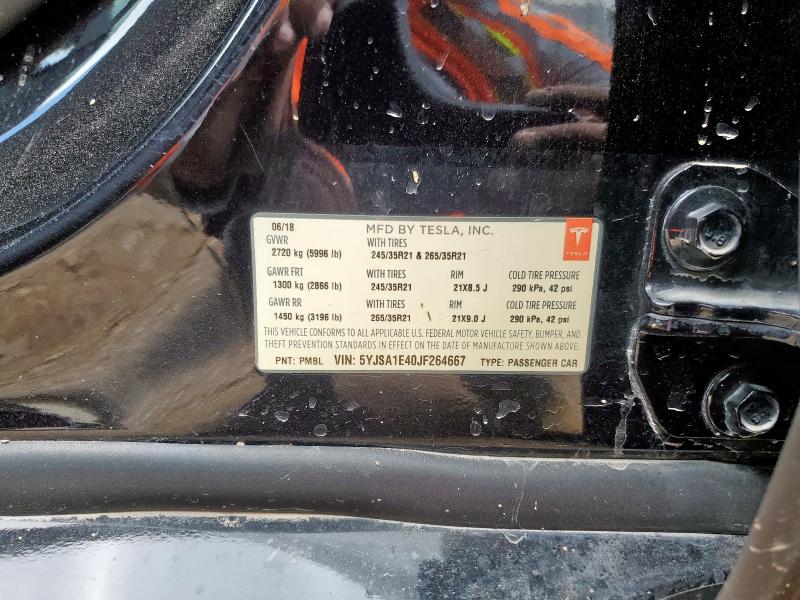 06/18 MFD BY TESLA, INC.
GVWR WITH TIRES
2720 kg (5996 lb) 245/35R21 & 265/35R21
TESLA
GAWR FRT WITH TIRES RIM COLD TIRE PRESSURE
1300 kg (2866 lb) 245/35R21 21X8.5 J 290 kPa, 42 psi
GAWR RR WITH TIRES RIM COLD TIRE PRESSURE
1450 kg (3196 lb) 265/35R21 21X9.0 J 290 kPa, 42 psi
THIS VEHICLE CONFORMS TO ALL APPLICABLE U.S. FEDERAL MOTOR VEHICLE SAFETY, BUMPER, AND
THEFT PREVENTION STANDARDS IN EFFECT ON THE DATE OF MANUFACTURE SHOWN ABOVE.
PNT: PMBL VIN: 5YJSA1E40JF264667 TYPE: PASSENGER CAR